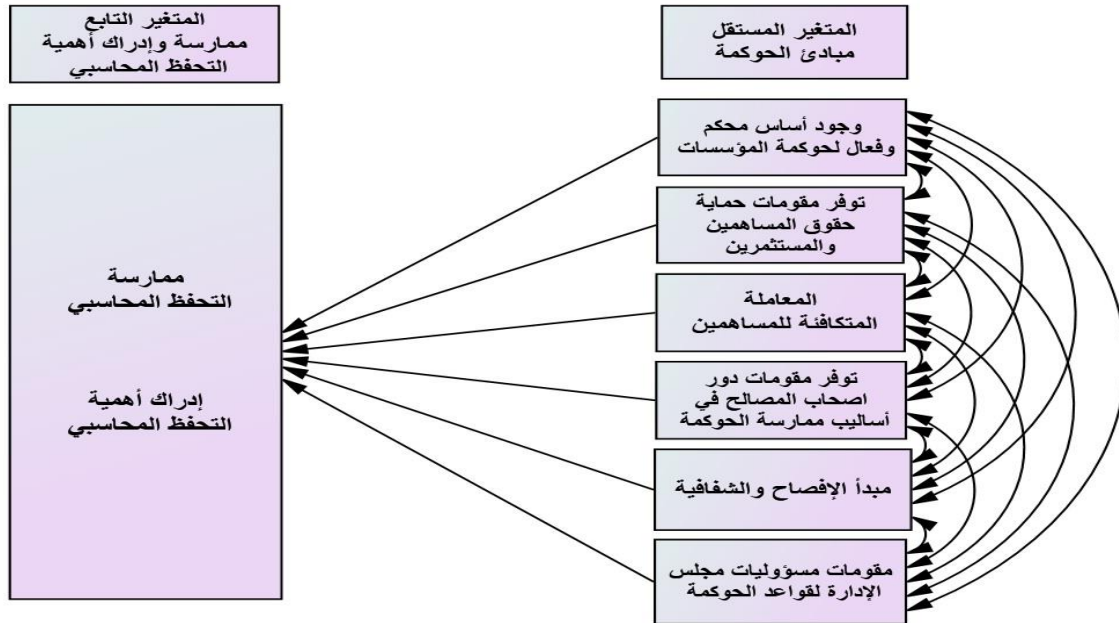 المتغير المستقل
مبادئ الحوكمة
وجود أساس محكم
وفعال لحوكمة المؤسسات
توفر مقومات حماية
حقوق المساهمين
والمستثمرين
المعاملة
المتكافئة للمساهمين
توفر مقومات دور
اصحاب المصالح في
أساليب ممارسة الحوكمة
مبدأ الإفصاح والشفافية
مقومات مسؤوليات مجلس
الإدارة لقواعد الحوكمة
المتغير التابع
ممارسة وإدراك أهمية
التحفظ المحاسبي
ممارسة
التحفظ المحاسبي
إدراك أهمية
التحفظ المحاسبي